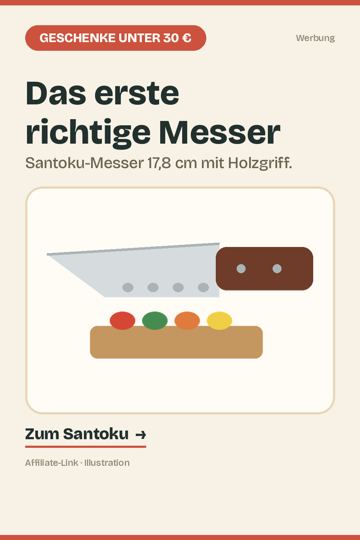 GESCHENKE UNTER 30 €
Werbung
Das erste
richtige Messer
Santoku-Messer 17,8 cm mit Holzgriff.
Zum Santoku →
Affiliate-Link · Illustration